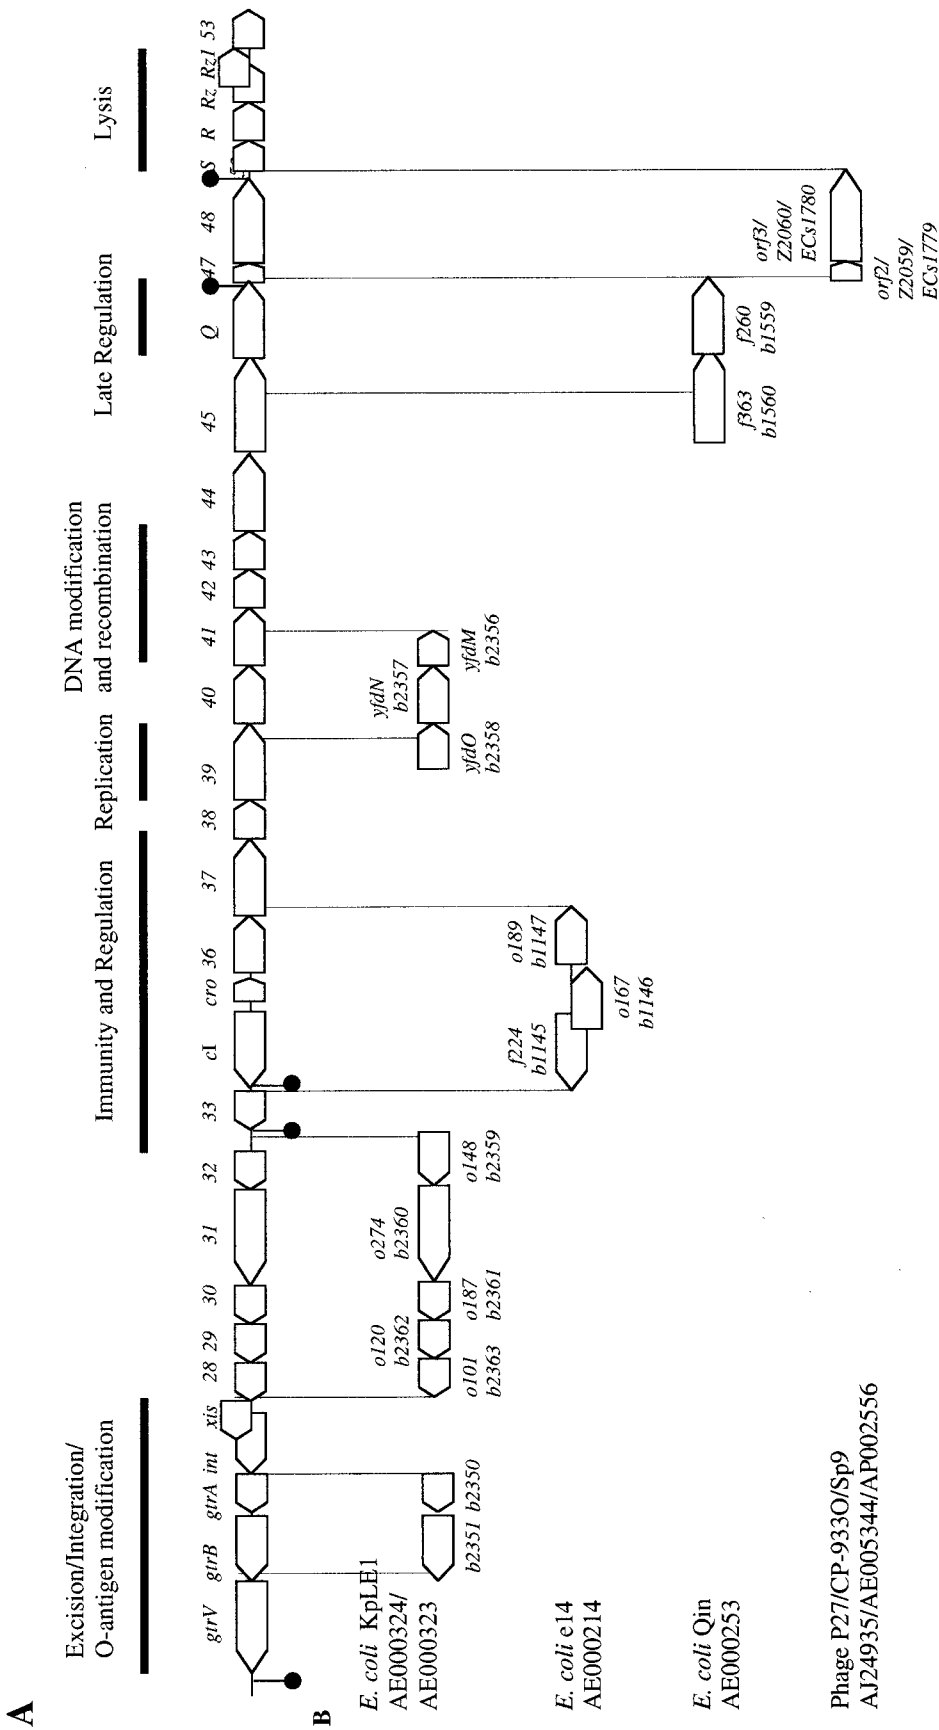 A
Excision/Integration/
O-antigen modification
Immunity and Regulation
Replication
DNA modification
and recombination
Late Regulation
Lysis
gtrV gtrB gtrA int xis 28 29 30 31 32 33 cI cro 36 37 38 39 40 41 42 43 44 45 Q 47 48 S R Rz Rz1 53
B
E. coli KpLE1
AE000324/
AE000323
b2351 b2350
o101
b2363
o120
b2362
o187
b2361
o274
b2360
o148
b2359
yfdO
b2358
yfdN
b2357
yfdM
b2356
E. coli e14
AE000214
f224
b1145
o167
b1146
o189
b1147
E. coli Qin
AE000253
f363
b1560
f260
b1559
Phage P27/CP-933O/Sp9
AJ24935/AE005344/AP002556
orf2/
Z2059/
ECs1779
orf3/
Z2060/
ECs1780